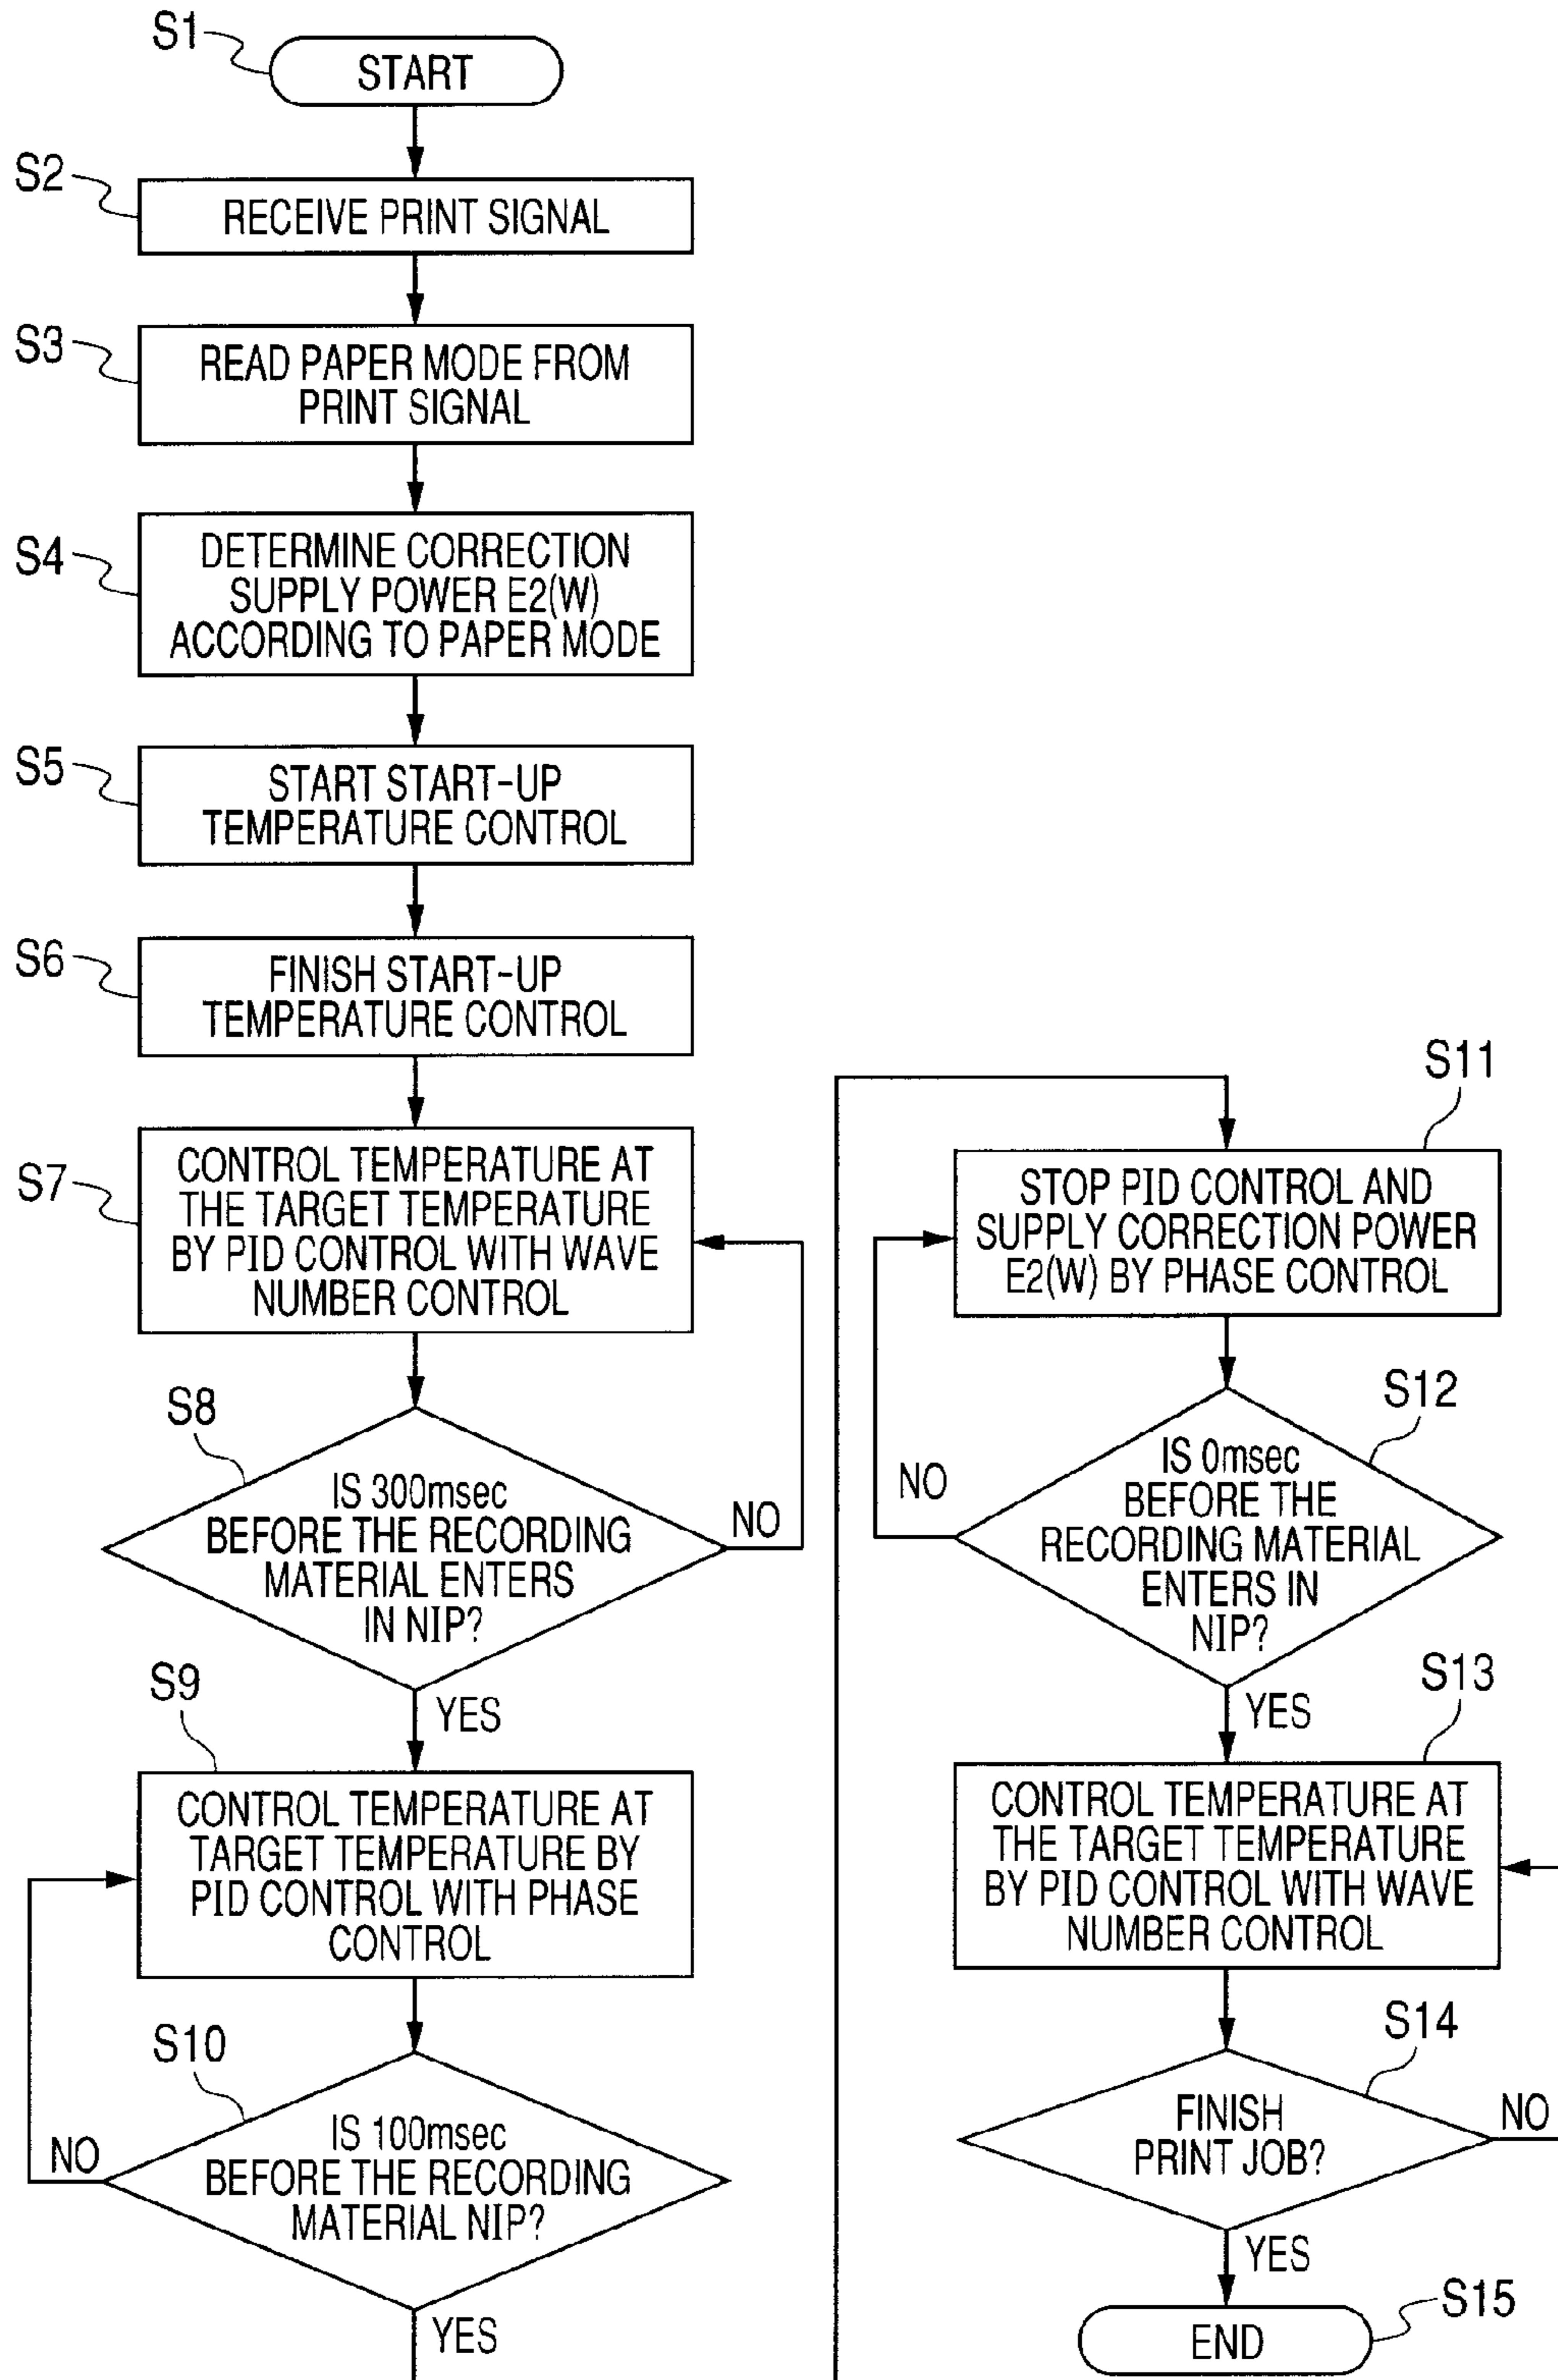 S1
START
S2
RECEIVE PRINT SIGNAL
S3
READ PAPER MODE FROM
PRINT SIGNAL
S4
DETERMINE CORRECTION
SUPPLY POWER E2(W)
ACCORDING TO PAPER MODE
S5
START START-UP
TEMPERATURE CONTROL
S6
FINISH START-UP
TEMPERATURE CONTROL
S7
CONTROL TEMPERATURE AT
THE TARGET TEMPERATURE
BY PID CONTROL WITH WAVE
NUMBER CONTROL
S8
IS 300msec
BEFORE THE RECORDING
MATERIAL ENTERS
IN NIP?
NO
YES
S9
CONTROL TEMPERATURE AT
TARGET TEMPERATURE BY
PID CONTROL WITH PHASE
CONTROL
S10
IS 100msec
BEFORE THE RECORDING
MATERIAL NIP?
NO
YES
S11
STOP PID CONTROL AND
SUPPLY CORRECTION POWER
E2(W) BY PHASE CONTROL
S12
IS 0msec
BEFORE THE
RECORDING MATERIAL
ENTERS IN
NIP?
NO
YES
S13
CONTROL TEMPERATURE AT
THE TARGET TEMPERATURE
BY PID CONTROL WITH WAVE
NUMBER CONTROL
S14
FINISH
PRINT JOB?
NO
YES
S15
END